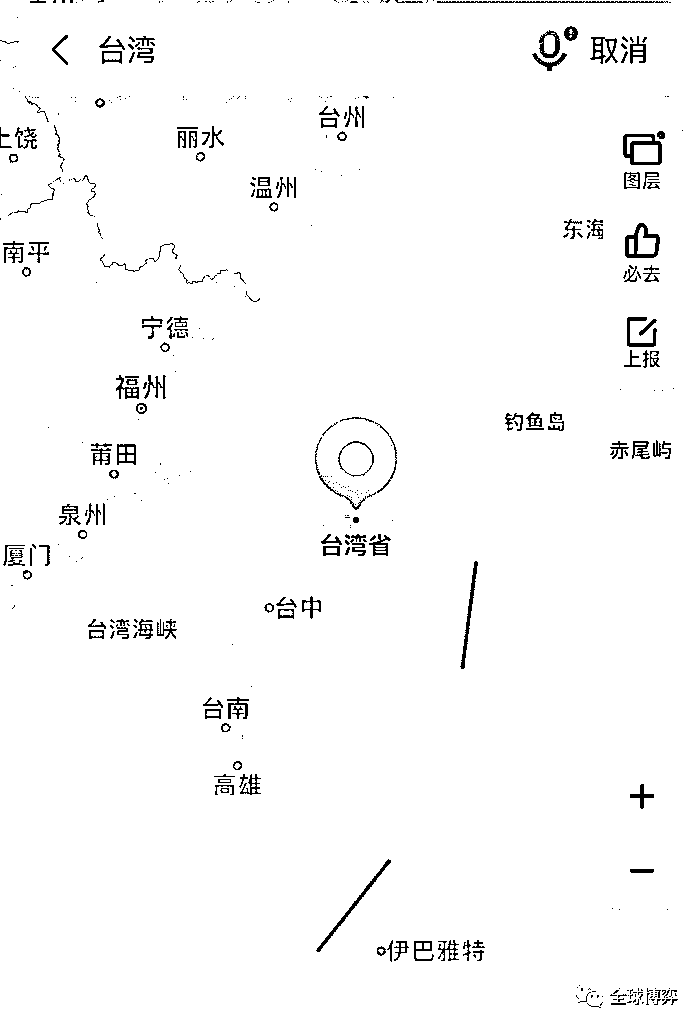 台湾
取消
台州
上饶
丽水
图层
温州
东海
南平
必去
宁德
上报
福州
钓鱼岛
赤尾屿
莆田
泉州
台湾省
厦门
台中
台湾海峡
台南
高雄
伊巴雅特
全球博弈